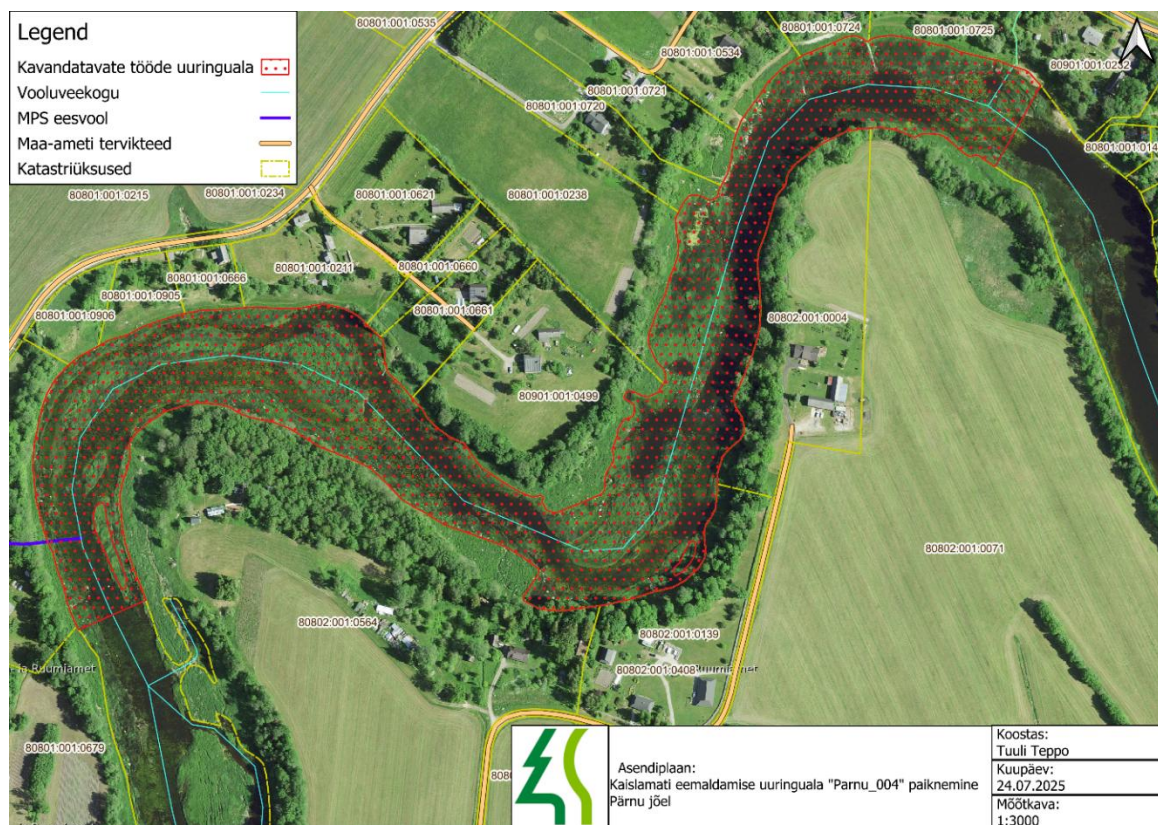 Legend
Kavandatavate tööde uuringuala
Vooluveekogu
MPS eesvool
Maa-ameti tervikteed
Katastriüksused
80801:001:0535
80801:001:0534
80801:001:0724
80801:001:0725
80901:001:0232
80801:001:0721
80801:001:0720
80901:001:014
80801:001:0215
80801:001:0234
80801:001:0621
80801:001:0238
80801:001:0211
80801:001:0666
80801:001:0660
80801:001:0905
80801:001:0661
80801:001:0906
80802:001:0004
80901:001:0499
80802:001:0071
80802:001:0564
80802:001:0139
80802:001:0408
ja Ruumiamet
Ruumiamet
80801:001:0679
Asendiplaan:
Kaislamati eemaldamise uuringuala "Parnu_004" paiknemine
Pärnu jõel
Koostas:
Tuuli Teppo
Kuupäev:
24.07.2025
Mõõtkava:
1:3000